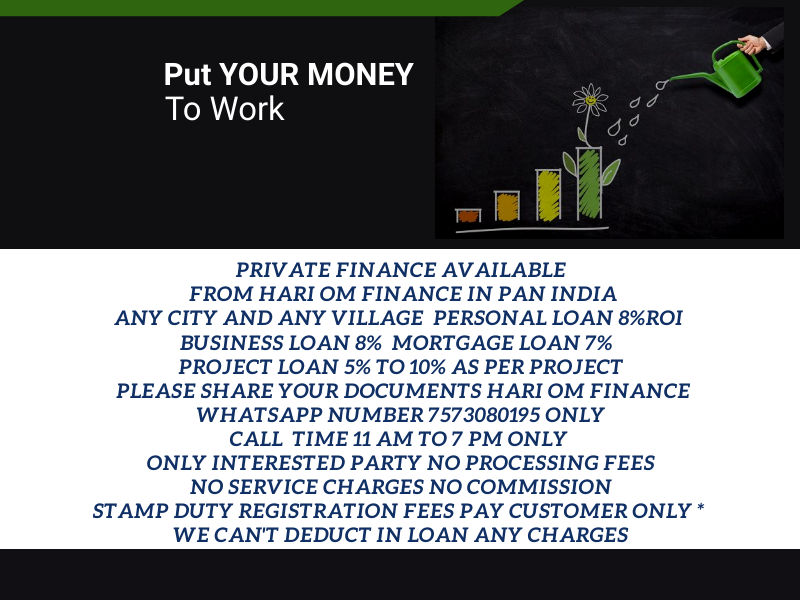 Put YOUR MONEY
To Work
PRIVATE FINANCE AVAILABLE
FROM HARI OM FINANCE IN PAN INDIA
ANY CITY AND ANY VILLAGE PERSONAL LOAN 8%ROI
BUSINESS LOAN 8% MORTGAGE LOAN 7%
PROJECT LOAN 5% TO 10% AS PER PROJECT
PLEASE SHARE YOUR DOCUMENTS HARI OM FINANCE
WHATSAPP NUMBER 7573080195 ONLY
CALL TIME 11 AM TO 7 PM ONLY
ONLY INTERESTED PARTY NO PROCESSING FEES
NO SERVICE CHARGES NO COMMISSION
STAMP DUTY REGISTRATION FEES PAY CUSTOMER ONLY *
WE CAN'T DEDUCT IN LOAN ANY CHARGES